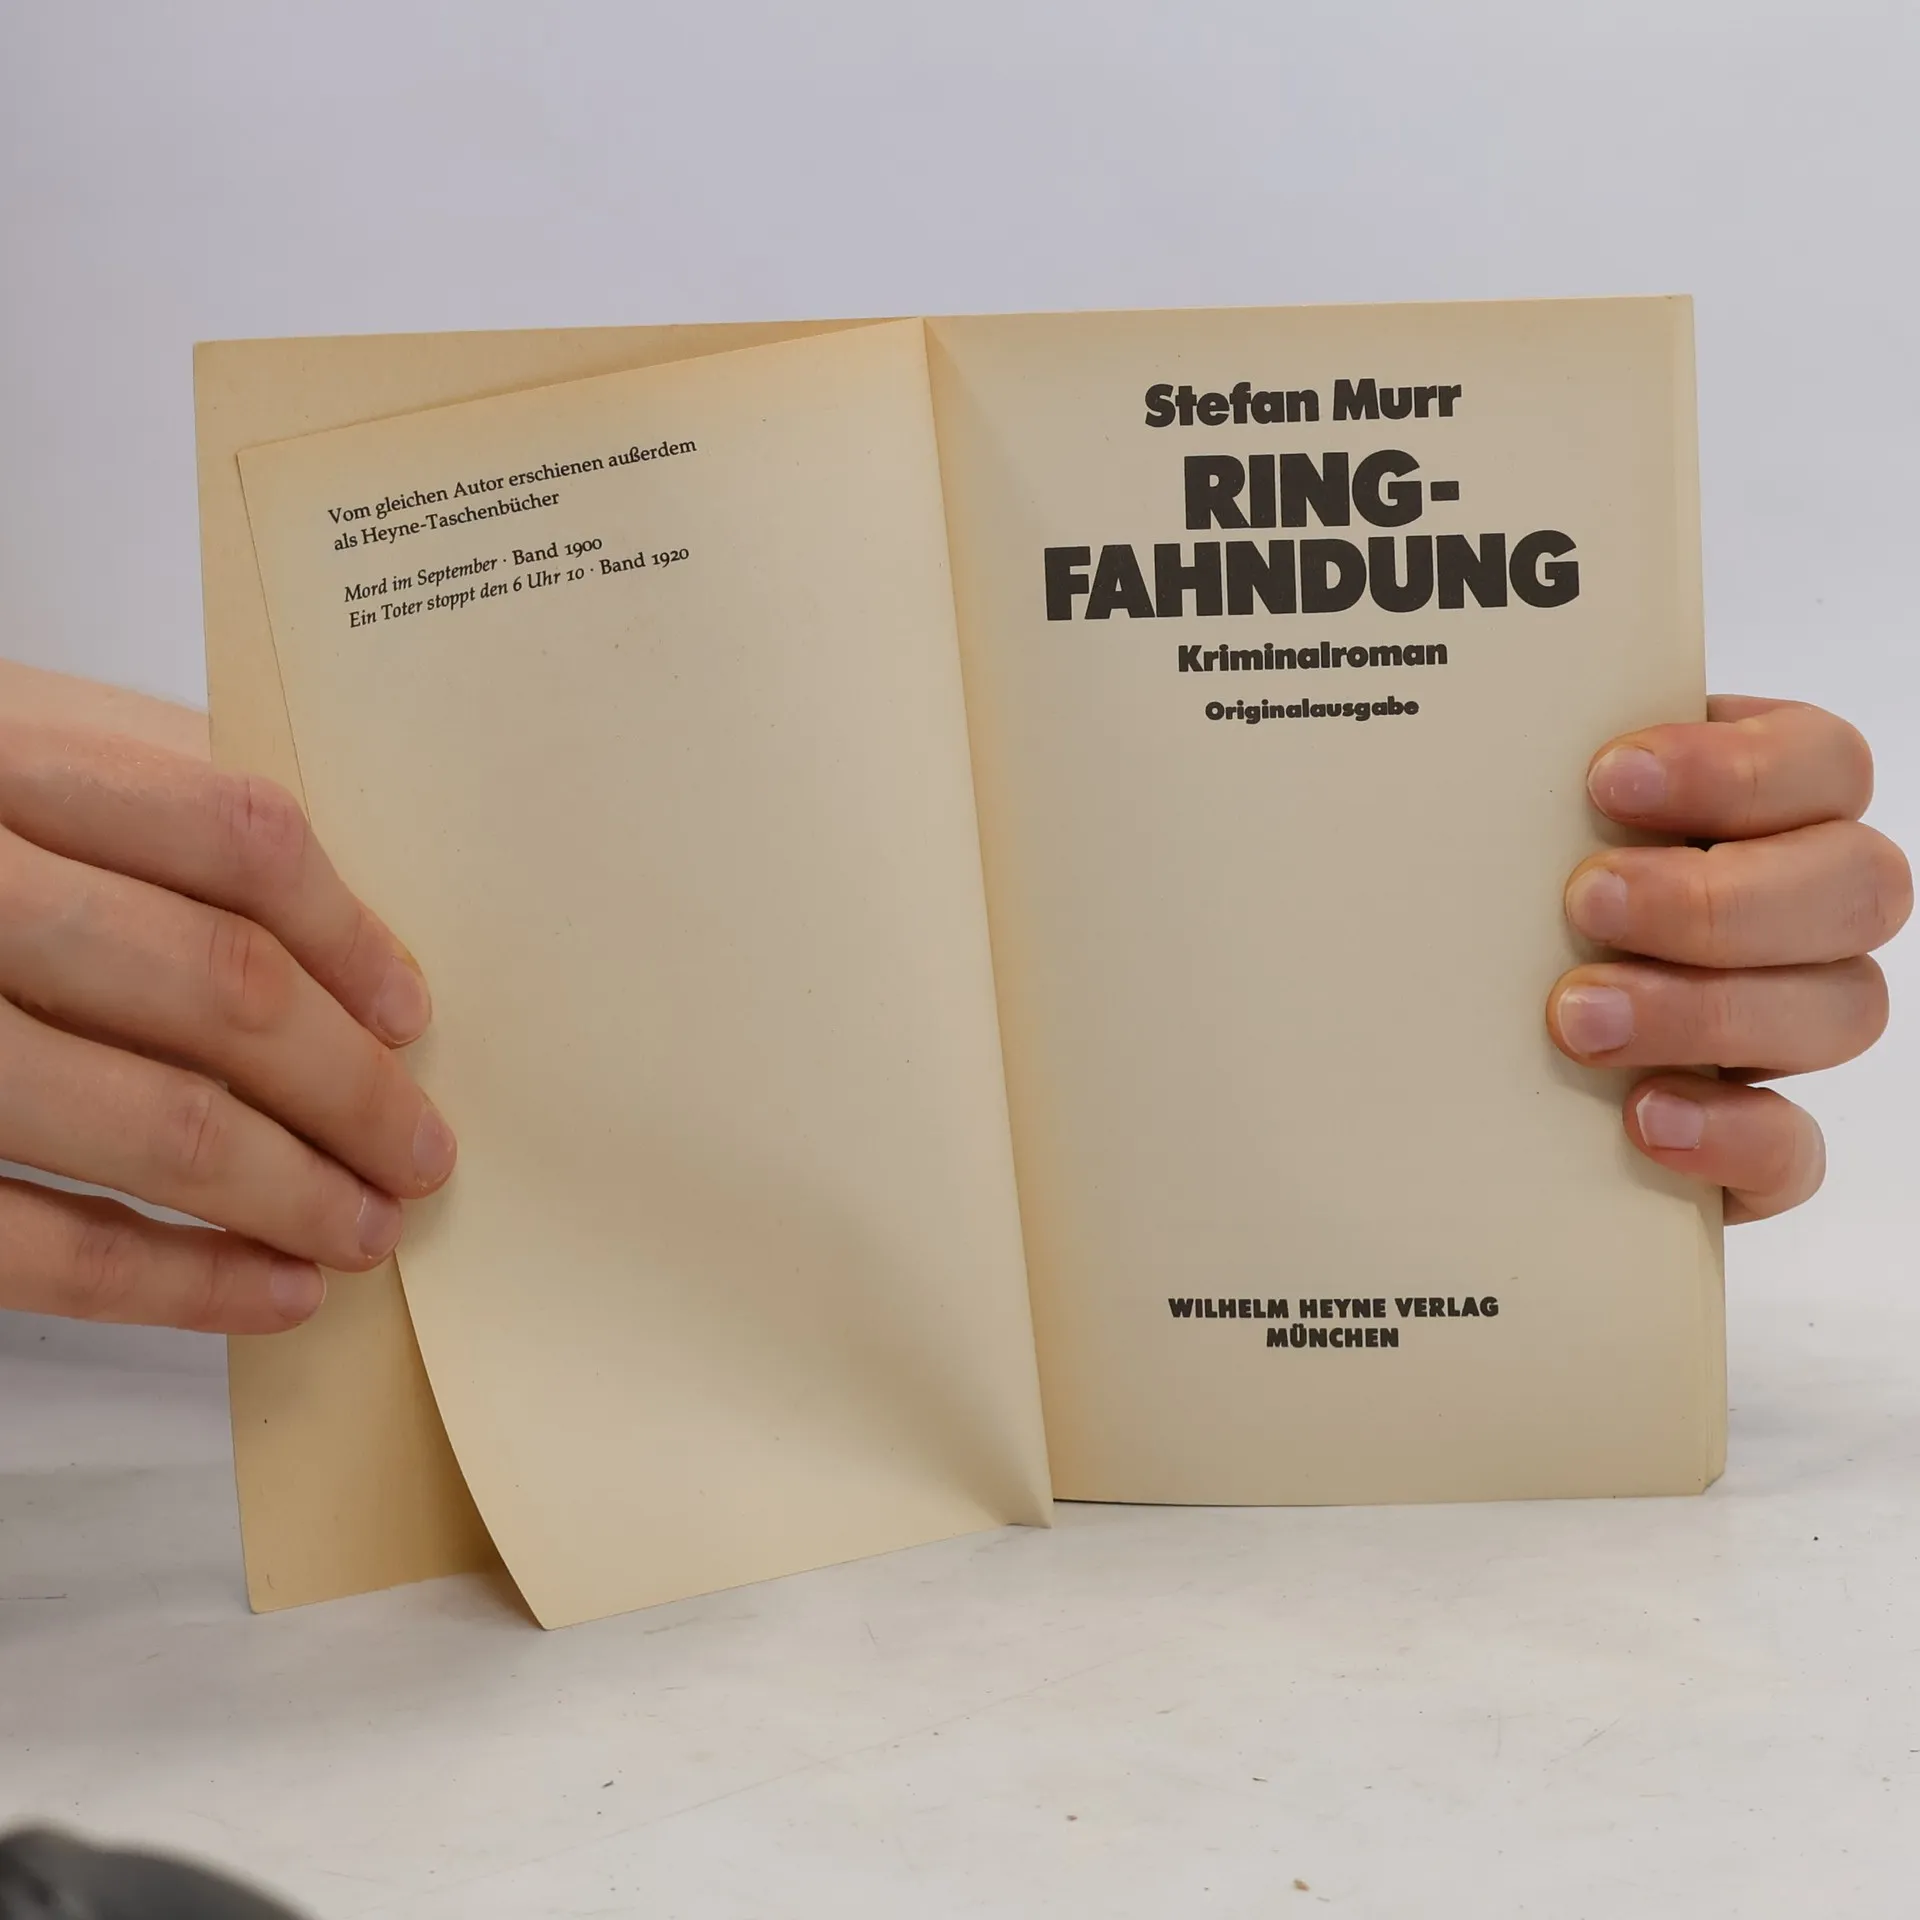 Vom gleichen Autor erschienen außerdem
als Heyne-Taschenbücher
Mord im September · Band 1900
Ein Toter stoppt den 6 Uhr 10 · Band 1920
Stefan Murr
RING-
FAHNDUNG
Kriminalroman
Originalausgabe
WILHELM HEYNE VERLAG
MÜNCHEN